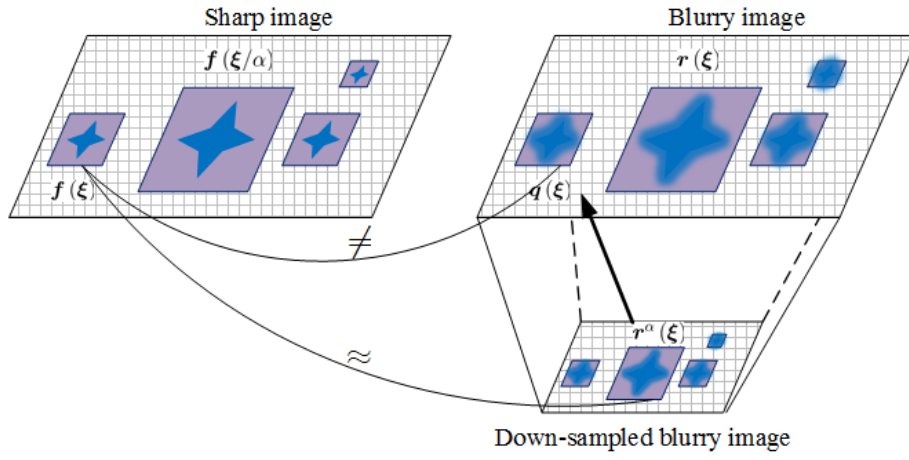 Sharp image
Blurry image
f (ξ/α)
r (ξ)
f (ξ)
q (ξ)
≠
r^α (ξ)
≈
Down-sampled blurry image